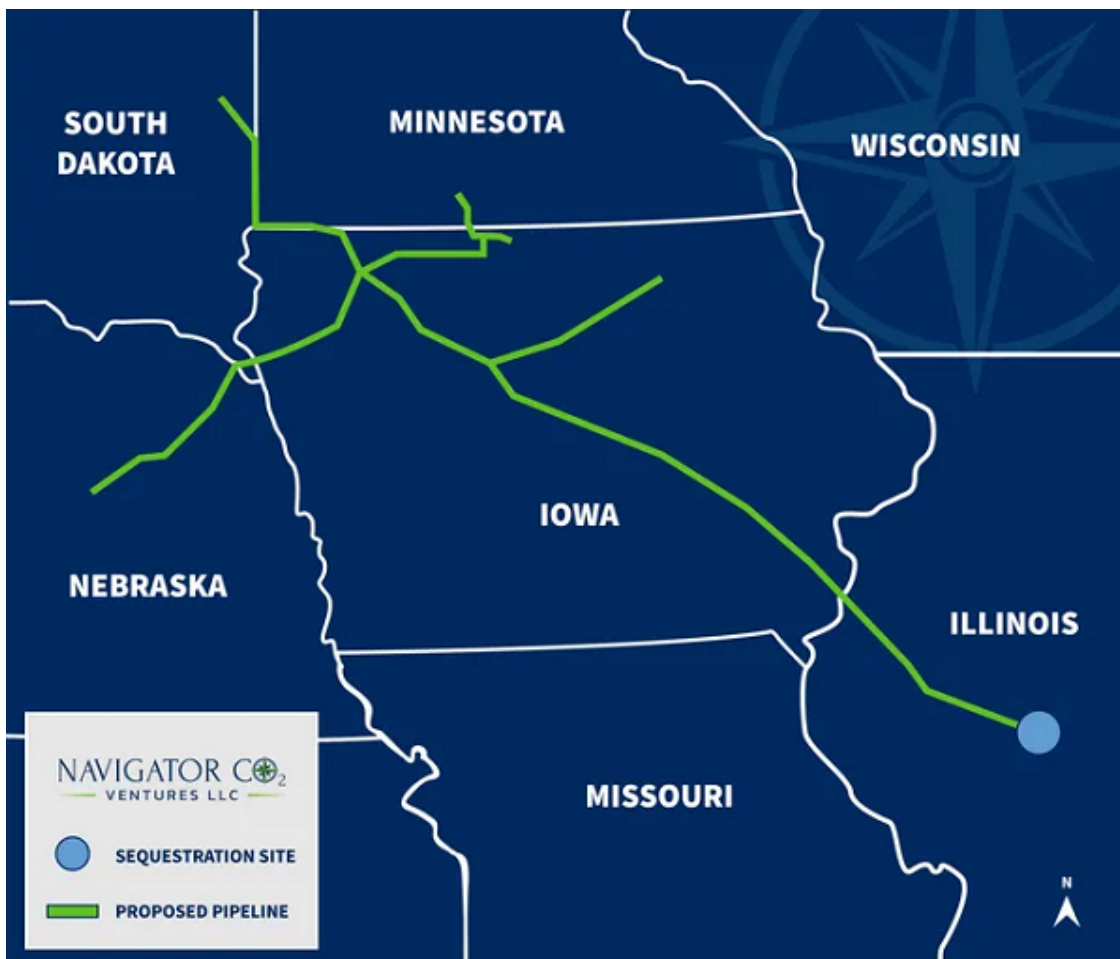 SOUTH
DAKOTA
MINNESOTA
WISCONSIN
IOWA
NEBRASKA
ILLINOIS
MISSOURI
NAVIGATOR CO₂
VENTURES LLC
SEQUESTRATION SITE
PROPOSED PIPELINE
N